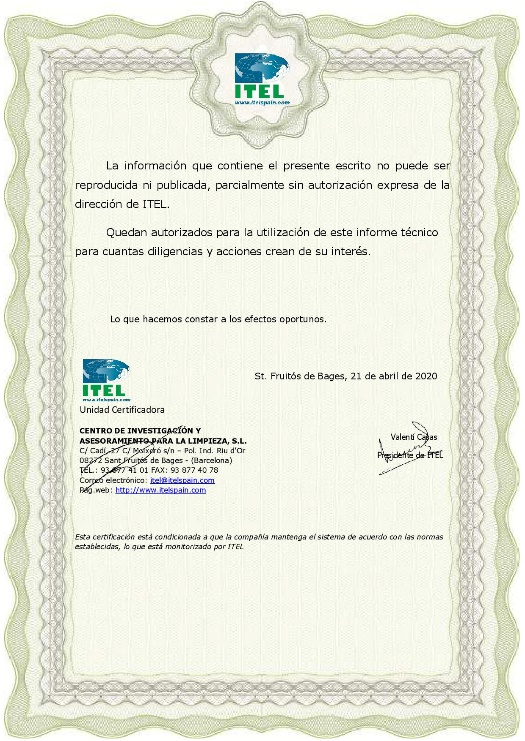 ITEL
www.itelspain.com
La información que contiene el presente escrito no puede ser
reproducida ni publicada, parcialmente sin autorización expresa de la
dirección de ITEL.
Quedan autorizados para la utilización de este informe técnico
para cuantas diligencias y acciones crean de su interés.
Lo que hacemos constar a los efectos oportunos.
ITEL
www.itelspain.com
St. Fruitós de Bages, 21 de abril de 2020
Unidad Certificadora
CENTRO DE INVESTIGACIÓN Y
ASESORAMIENTO PARA LA LIMPIEZA, S.L.
C/ Cadí, 27 C/ Moixeró s/n – Pol. Ind. Riu d'Or
08272 Sant Fruitós de Bages - (Barcelona)
TEL.: 93 877 41 01 FAX: 93 877 40 78
Correo electrónico: itel@itelspain.com
Pág.web: http://www.itelspain.com
Valentí Casas
Presidente de ITEL
Esta certificación está condicionada a que la compañía mantenga el sistema de acuerdo con las normas
establecidas, lo que está monitorizado por ITEL